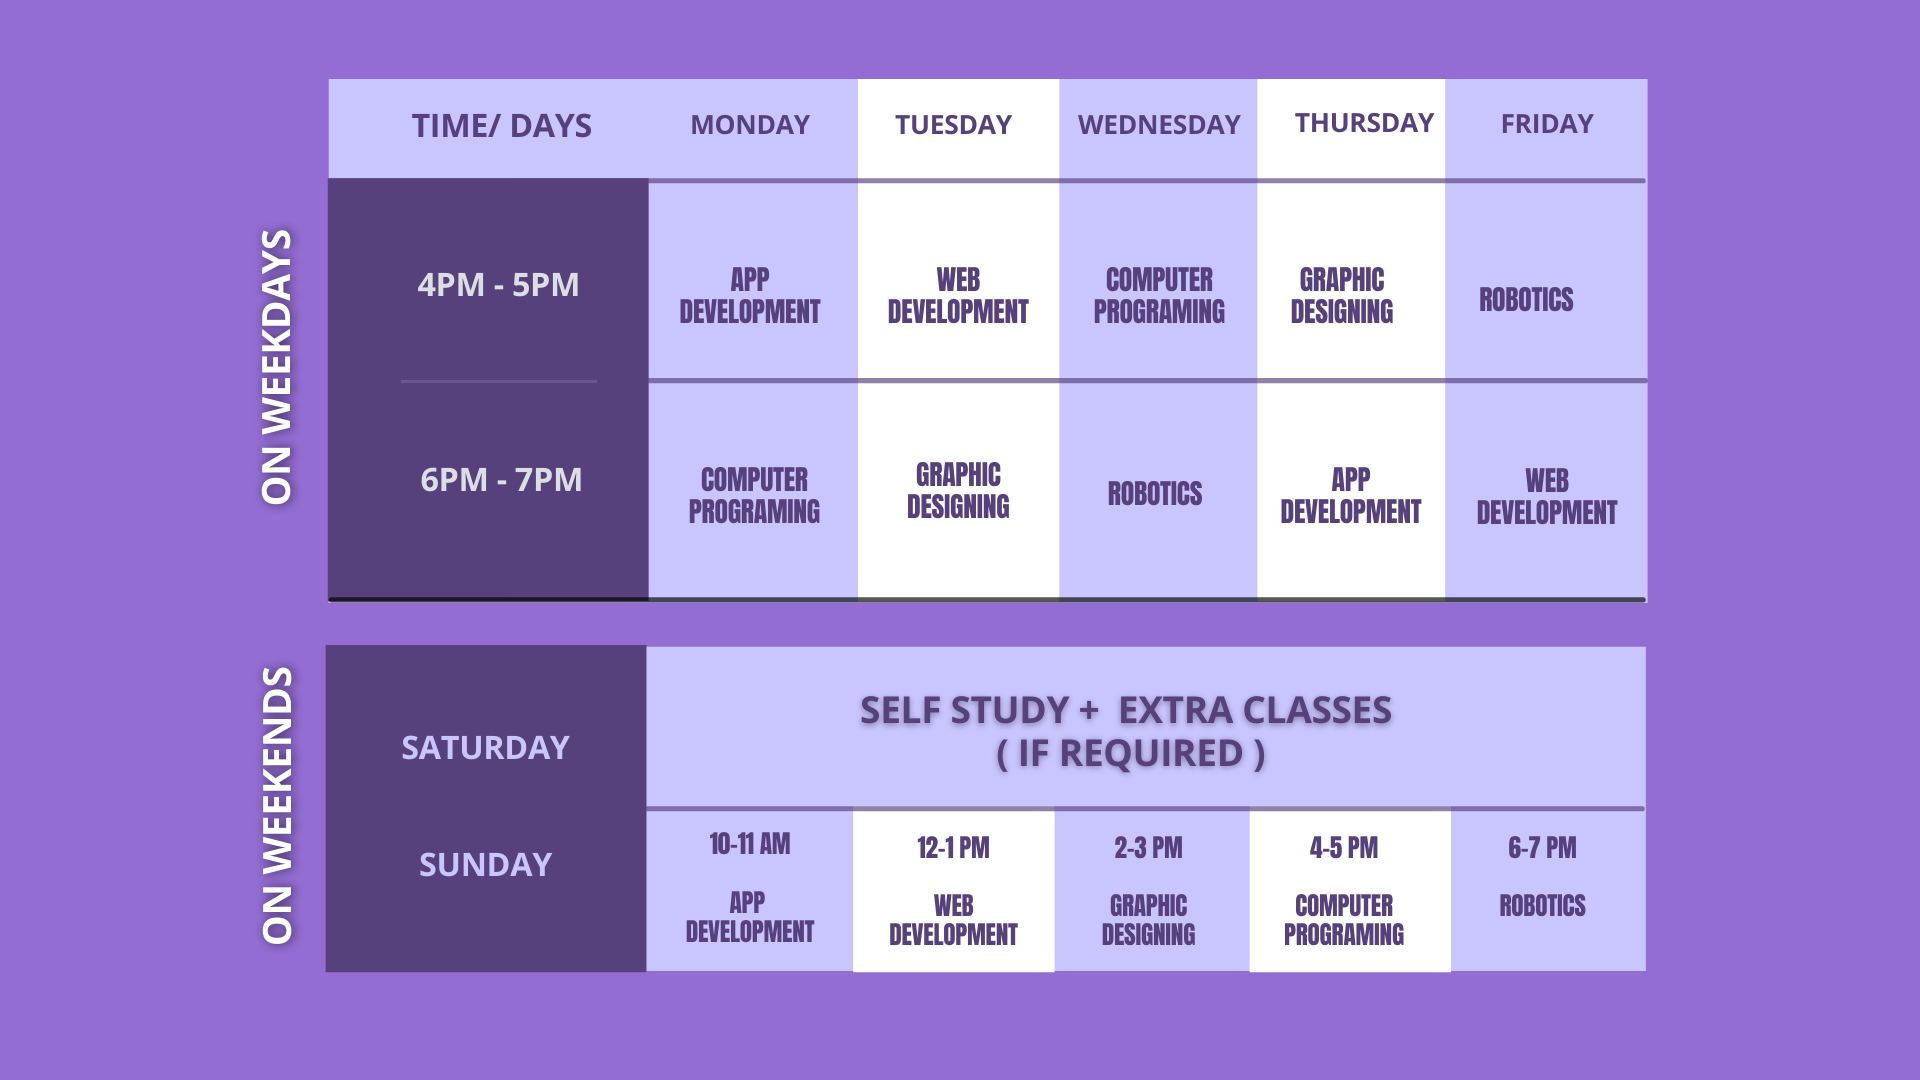 TIME/ DAYS
MONDAY
TUESDAY
WEDNESDAY
THURSDAY
FRIDAY
ON WEEKDAYS
4PM - 5PM
APP
DEVELOPMENT
WEB
DEVELOPMENT
COMPUTER
PROGRAMING
GRAPHIC
DESIGNING
ROBOTICS
6PM - 7PM
COMPUTER
PROGRAMING
GRAPHIC
DESIGNING
ROBOTICS
APP
DEVELOPMENT
WEB
DEVELOPMENT
ON WEEKENDS
SATURDAY
SELF STUDY + EXTRA CLASSES
( IF REQUIRED )
SUNDAY
10-11 AM
APP
DEVELOPMENT
12-1 PM
WEB
DEVELOPMENT
2-3 PM
GRAPHIC
DESIGNING
4-5 PM
COMPUTER
PROGRAMING
6-7 PM
ROBOTICS